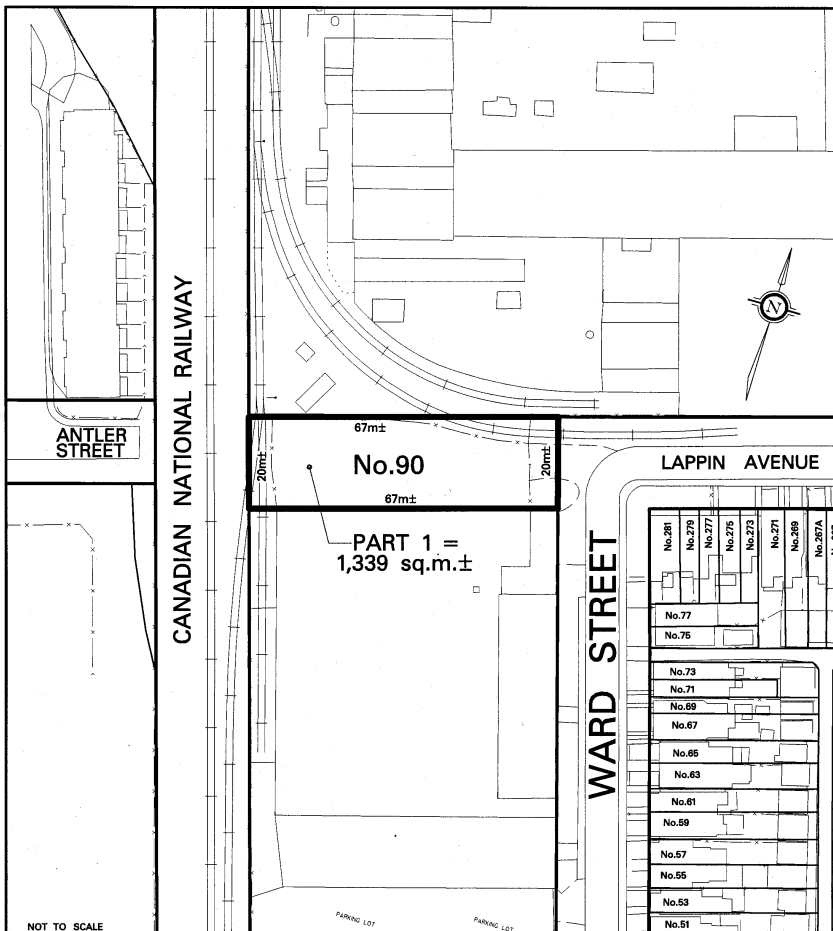 CANADIAN NATIONAL RAILWAY
N
ANTLER
STREET
67m±
20m±
No.90
20m±
67m±
PART 1 =
1,339 sq.m.±
LAPPIN AVENUE
WARD STREET
No.281
No.279
No.277
No.275
No.273
No.271
No.269
No.267A
No.77
No.75
No.73
No.71
No.69
No.67
No.65
No.63
No.61
No.59
No.57
No.55
No.53
No.51
PARKING LOT
PARKING LOT
NOT TO SCALE